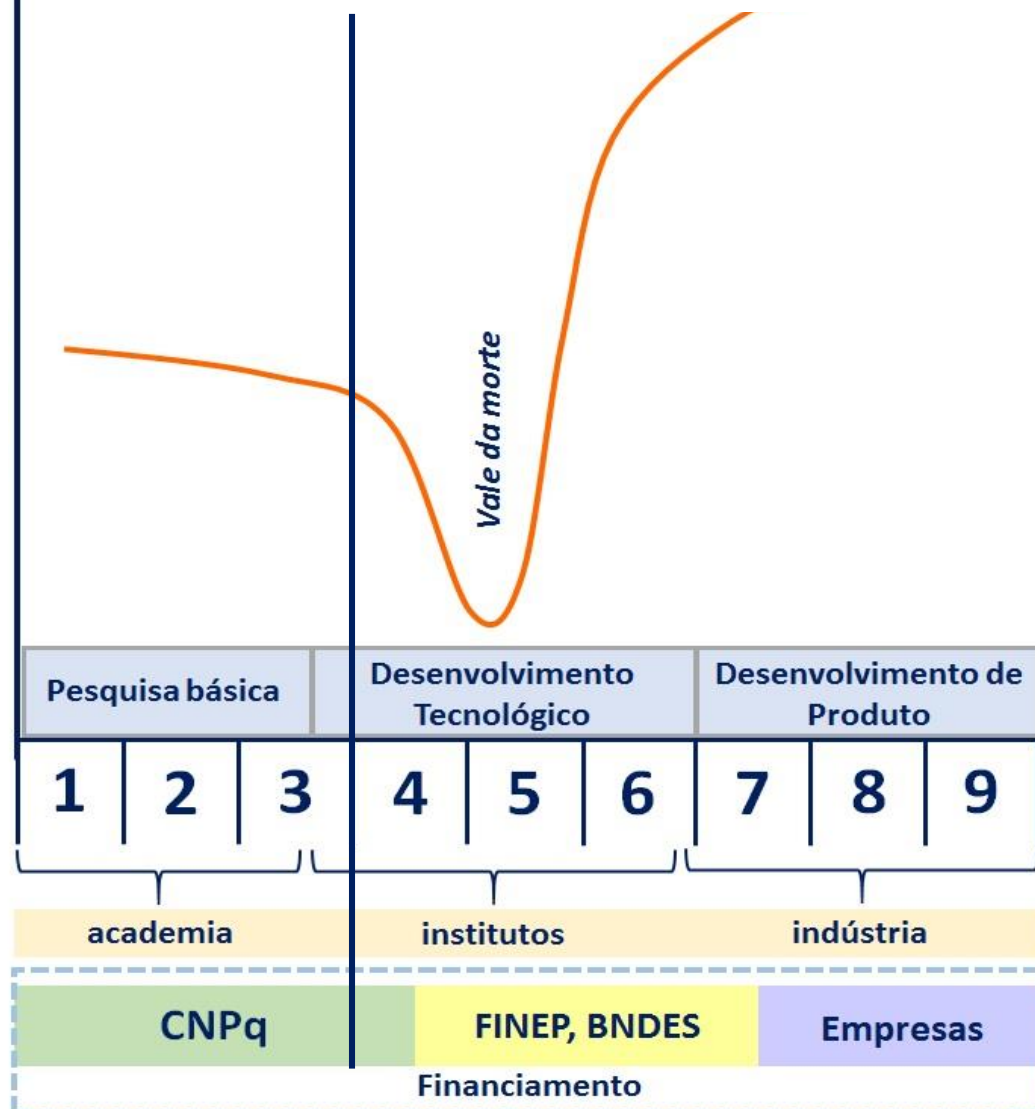 Vale da morte
Pesquisa básica
Desenvolvimento
Tecnológico
Desenvolvimento de
Produto
1 2 3 4 5 6 7 8 9
academia
institutos
indústria
CNPq
FINEP, BNDES
Empresas
Financiamento